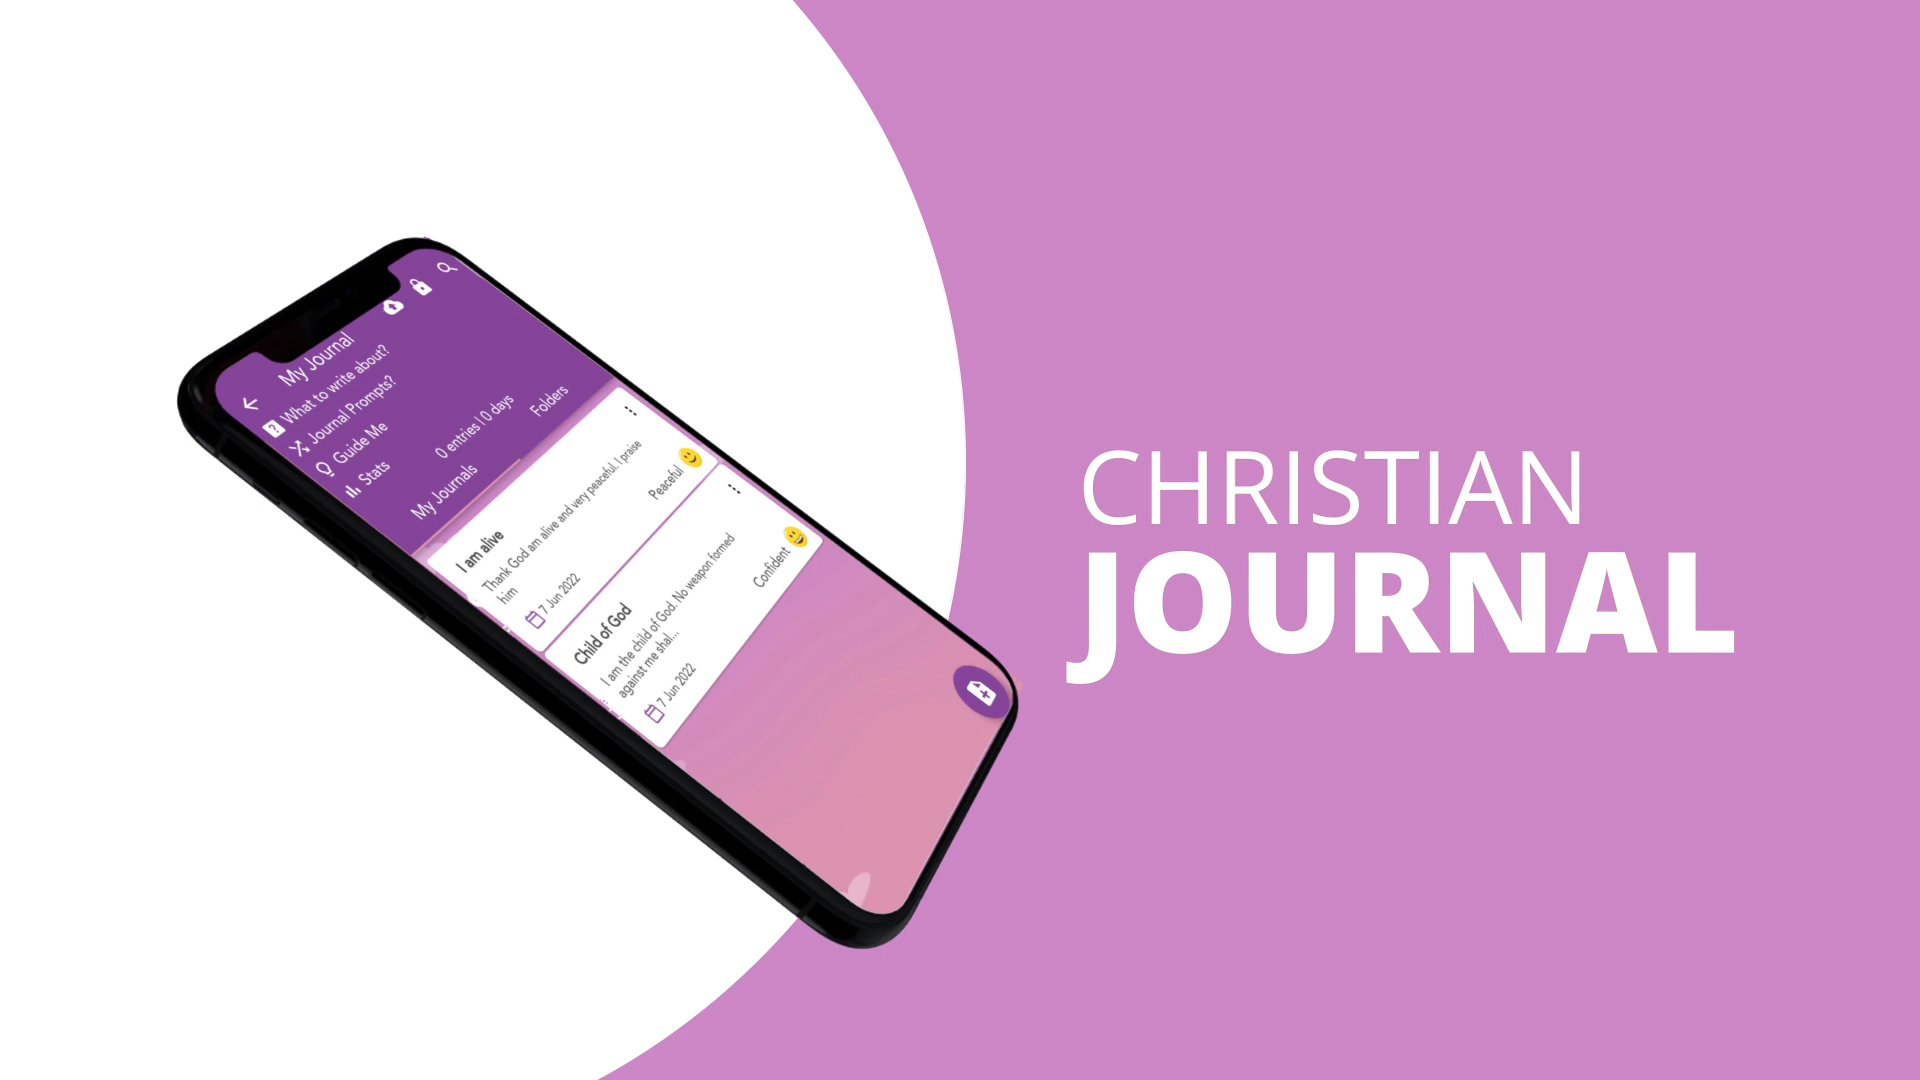 My Journal
What to write about?
Journal Prompts?
Guide Me
Stats
0 entries | 0 days
My Journals
Folders
I am alive
Thank God am alive and very peaceful. I praise
him
7 Jun 2022
Peaceful
Child of God
I am the child of God. No weapon formed
against me shal...
7 Jun 2022
Confident
CHRISTIAN
JOURNAL